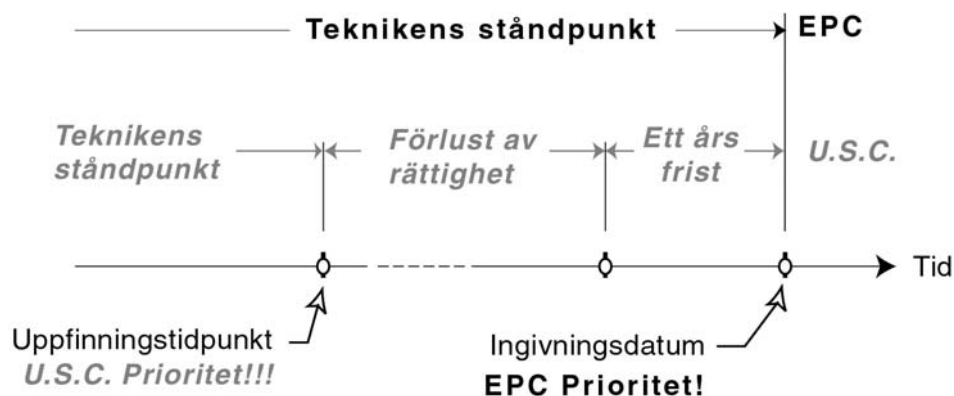 Teknikens ståndpunkt EPC
Teknikens
ståndpunkt
Förlust av
rättighet
Ett års
frist
U.S.C.
Tid
Uppfinningstidpunkt
U.S.C. Prioritet!!!
Ingivningsdatum
EPC Prioritet!